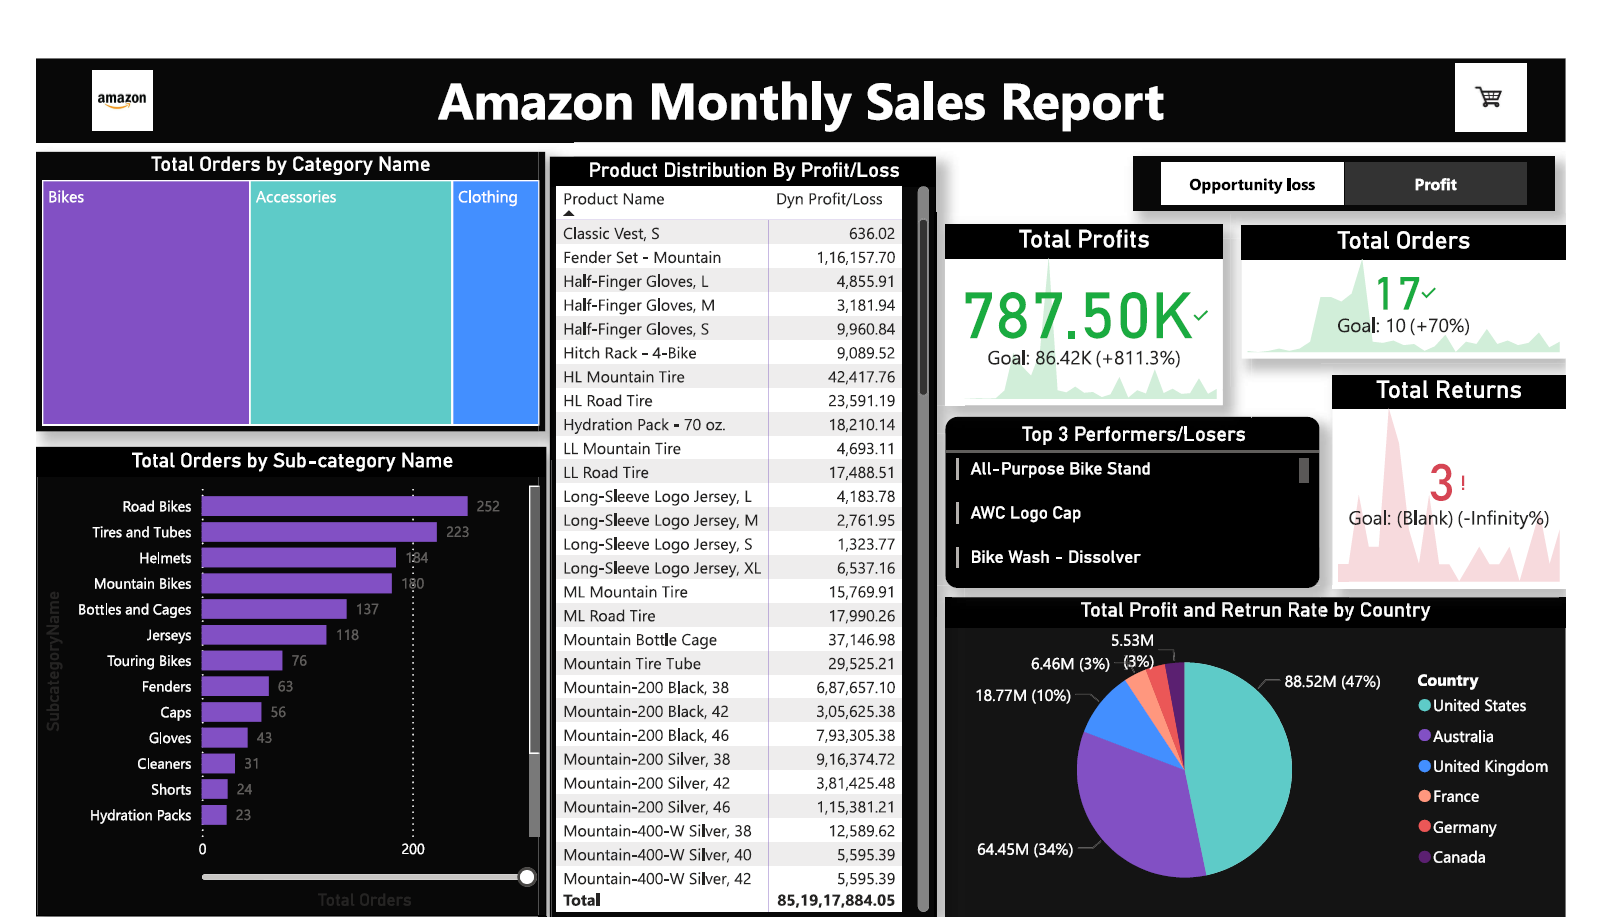 amazon
Amazon Monthly Sales Report
Total Orders by Category Name
Bikes
Accessories
Clothing
Total Orders by Sub-category Name
SubcategoryName
Road Bikes 252
Tires and Tubes 223
Helmets 184
Mountain Bikes 180
Bottles and Cages 137
Jerseys 118
Touring Bikes 76
Fenders 63
Caps 56
Gloves 43
Cleaners 31
Shorts 24
Hydration Packs 23
0 200
Total Orders
Product Distribution By Profit/Loss
Product Name Dyn Profit/Loss
Classic Vest, S 636.02
Fender Set - Mountain 1,16,157.70
Half-Finger Gloves, L 4,855.91
Half-Finger Gloves, M 3,181.94
Half-Finger Gloves, S 9,960.84
Hitch Rack - 4-Bike 9,089.52
HL Mountain Tire 42,417.76
HL Road Tire 23,591.19
Hydration Pack - 70 oz. 18,210.14
LL Mountain Tire 4,693.11
LL Road Tire 17,488.51
Long-Sleeve Logo Jersey, L 4,183.78
Long-Sleeve Logo Jersey, M 2,761.95
Long-Sleeve Logo Jersey, S 1,323.77
Long-Sleeve Logo Jersey, XL 6,537.16
ML Mountain Tire 15,769.91
ML Road Tire 17,990.26
Mountain Bottle Cage 37,146.98
Mountain Tire Tube 29,525.21
Mountain-200 Black, 38 6,87,657.10
Mountain-200 Black, 42 3,05,625.38
Mountain-200 Black, 46 7,93,305.38
Mountain-200 Silver, 38 9,16,374.72
Mountain-200 Silver, 42 3,81,425.48
Mountain-200 Silver, 46 1,15,381.21
Mountain-400-W Silver, 38 12,589.62
Mountain-400-W Silver, 40 5,595.39
Mountain-400-W Silver, 42 5,595.39
Total 85,19,17,884.05
Opportunity loss
Profit
Total Profits
787.50K
Goal: 86.42K (+811.3%)
Total Orders
17
Goal: 10 (+70%)
Total Returns
3!
Goal: (Blank) (-Infinity%)
Top 3 Performers/Losers
All-Purpose Bike Stand
AWC Logo Cap
Bike Wash - Dissolver
Total Profit and Retrun Rate by Country
5.53M
(3%)
6.46M (3%)
18.77M (10%)
88.52M (47%)
64.45M (34%)
Country
United States
Australia
United Kingdom
France
Germany
Canada